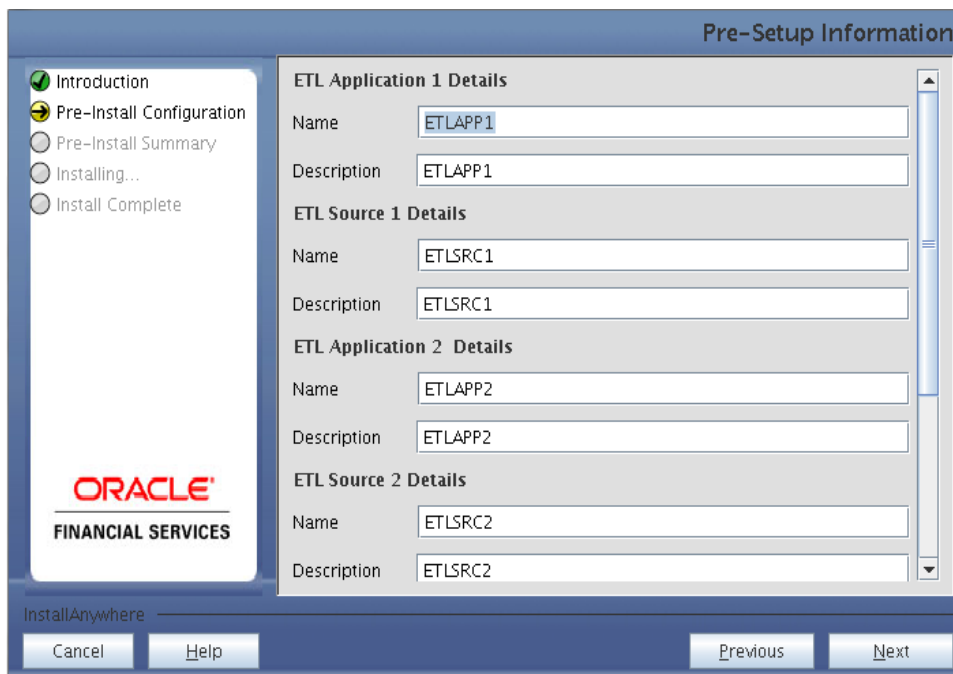 Pre-Setup Information
Introduction
Pre-Install Configuration
Pre-Install Summary
Installing...
Install Complete
ORACLE'
FINANCIAL SERVICES
ETL Application 1 Details
Name ETLAPP1
Description ETLAPP1
ETL Source 1 Details
Name ETLSRC1
Description ETLSRC1
ETL Application 2 Details
Name ETLAPP2
Description ETLAPP2
ETL Source 2 Details
Name ETLSRC2
Description ETLSRC2
InstallAnywhere
Cancel Help Previous Next